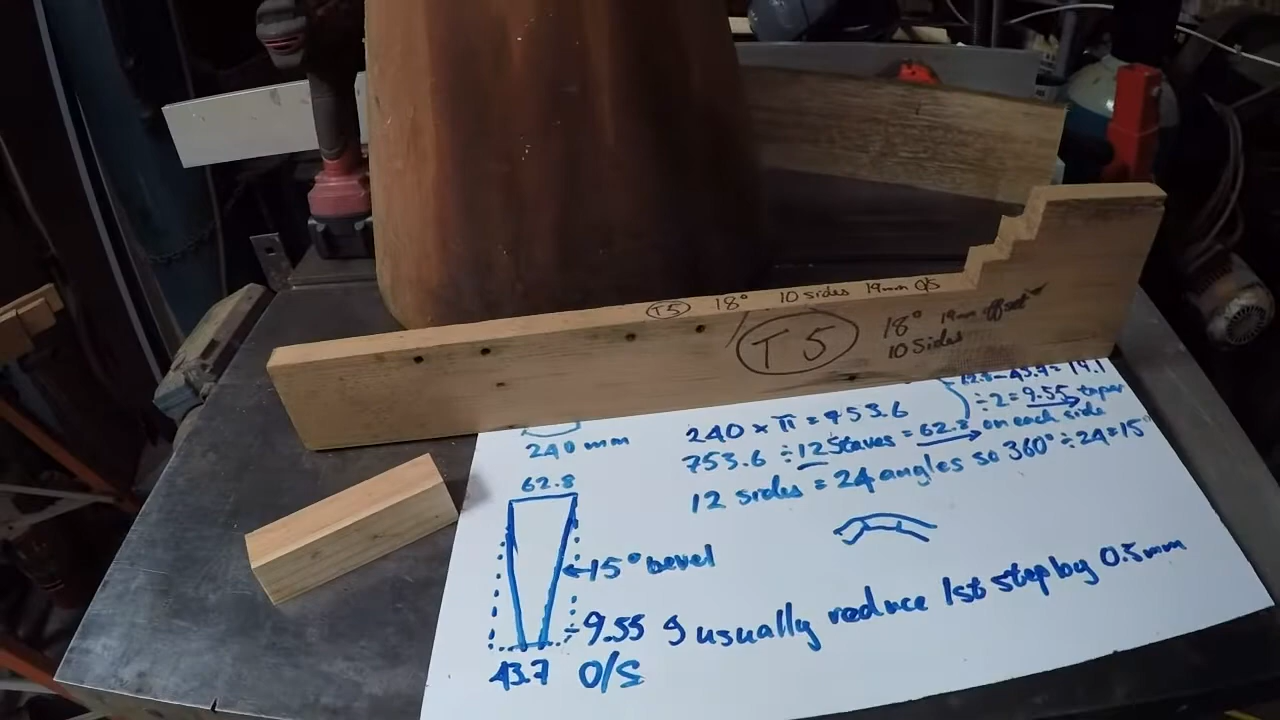 T5 18° 10 sides 19mm O/S
T5
18° 19mm offset
10 Sides
62.8-43.7=19.1
÷2=9.55 taper
on each side
240 × π = 753.6
753.6 ÷ 12 Staves = 62.8
12 sides = 24 angles so 360° ÷ 24 = 15°
240 mm
62.8
15° bevel
9.55 I usually reduce 1st step by 0.5mm
43.7 O/S